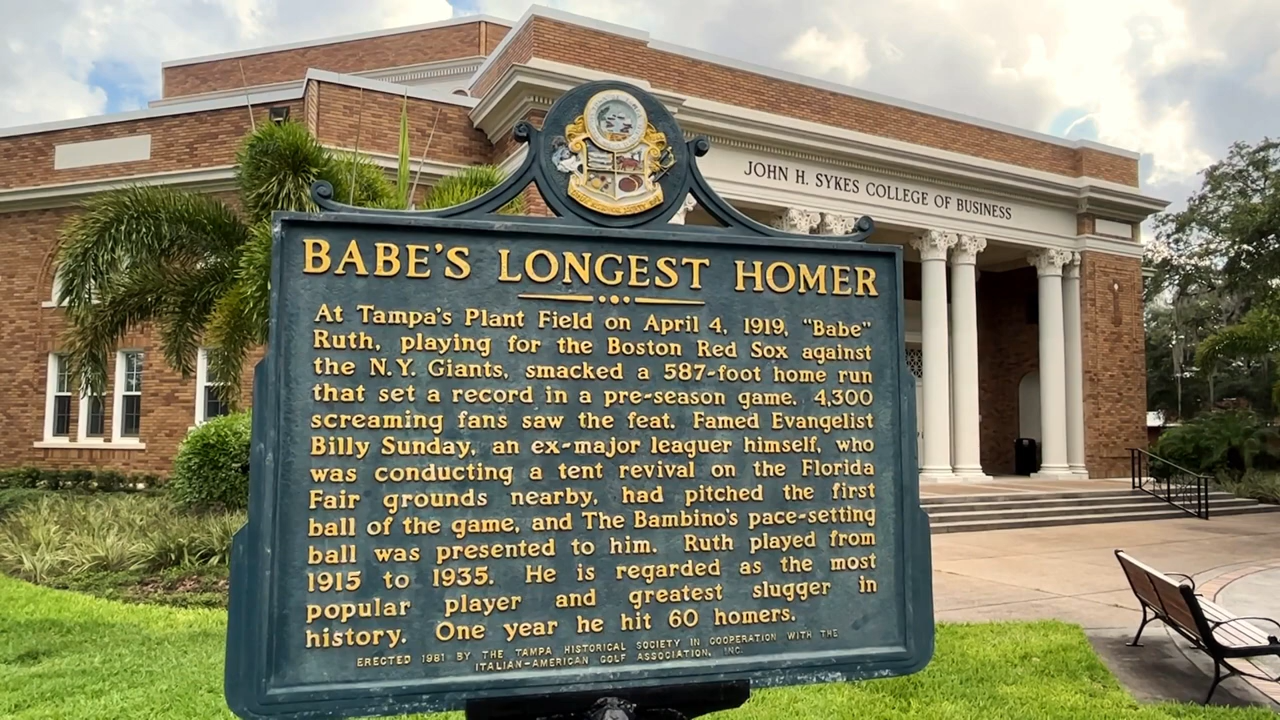 JOHN H. SYKES COLLEGE OF BUSINESS
BABE'S LONGEST HOMER
At Tampa's Plant Field on April 4, 1919, "Babe"
Ruth, playing for the Boston Red Sox against
the N.Y. Giants, smacked a 587-foot home run
that set a record in a pre-season game. 4,300
screaming fans saw the feat. Famed Evangelist
Billy Sunday, an ex-major leaguer himself, who
was conducting a tent revival on the Florida
Fair grounds nearby, had pitched the first
ball of the game, and The Bambino's pace-setting
ball was presented to him. Ruth played from
1915 to 1935. He is regarded as the most
popular player and greatest slugger in
history. One year he hit 60 homers.
ERECTED 1981 BY THE TAMPA HISTORICAL SOCIETY IN COOPERATION WITH THE
ITALIAN-AMERICAN GOLF ASSOCIATION, INC.